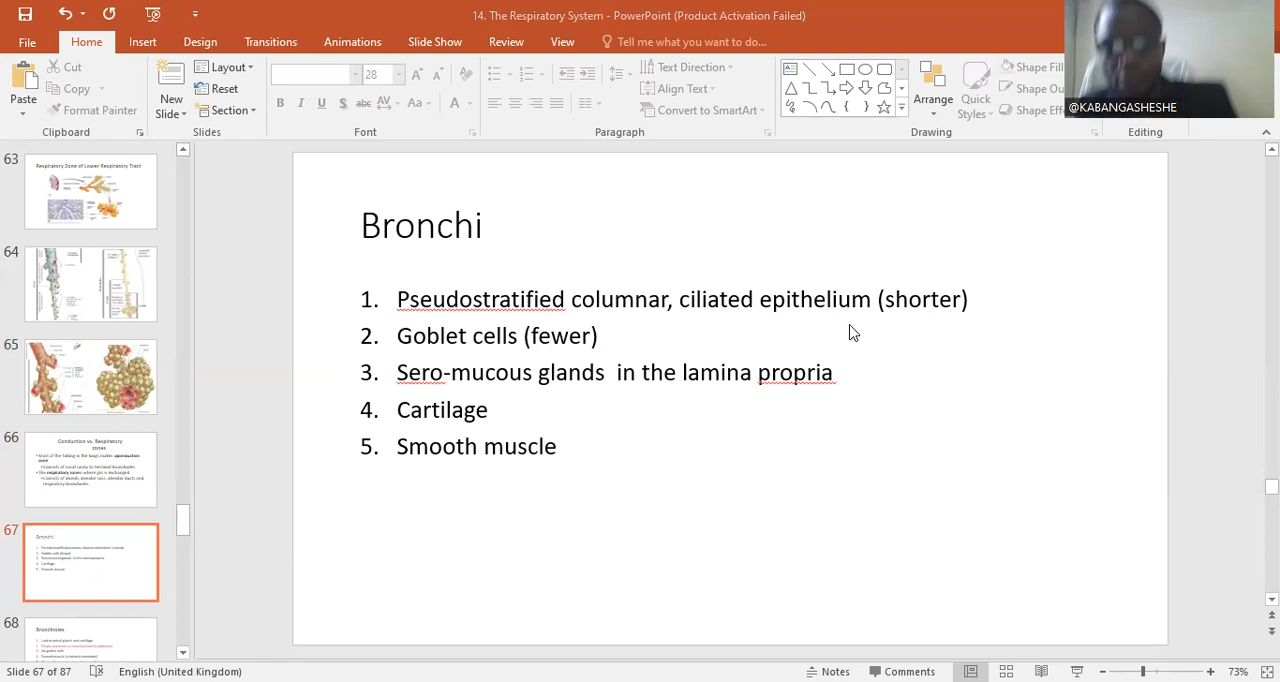 14. The Respiratory System - PowerPoint (Product Activation Failed)
File Home Insert Design Transitions Animations Slide Show Review View Tell me what you want to do...
Paste
Cut
Copy
Format Painter
Clipboard
New Slide
Layout
Reset
Section
Slides
28
Font
Text Direction
Align Text
Convert to SmartArt
Paragraph
Arrange
Quick Styles
Shape Fill
Shape Ou
Shape Effe
Drawing
Editing
@KABANGASHESHE
63
Respiratory Zone of Lower Respiratory Tract
64
65
66
Conduction vs. Respiratory
zones
67
Bronchi
68
Bronchioles
Bronchi
1. Pseudostratified columnar, ciliated epithelium (shorter)
2. Goblet cells (fewer)
3. Sero-mucous glands in the lamina propria
4. Cartilage
5. Smooth muscle
Slide 67 of 87 English (United Kingdom) Notes Comments 73%